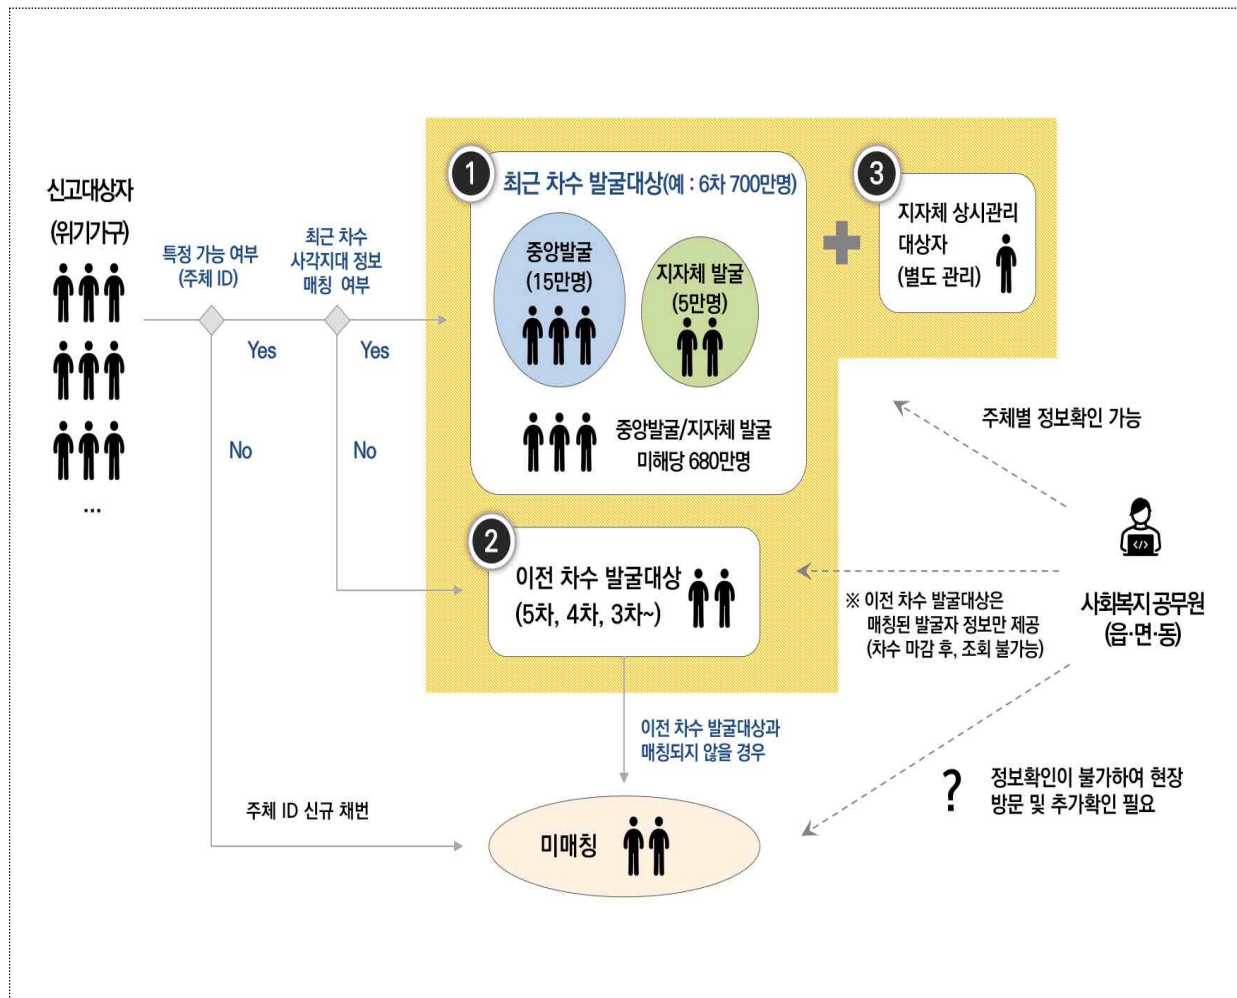 신고대상자
(위기가구)
...
특정 가능 여부
(주체 ID)
최근 차수
사각지대 정보
매칭 여부
Yes
Yes
No
No
1
최근 차수 발굴대상(예 : 6차 700만명)
중앙발굴
(15만명)
지자체 발굴
(5만명)
중앙발굴/지자체 발굴
미해당 680만명
3
지자체 상시관리
대상자
(별도 관리)
2
이전 차수 발굴대상
(5차, 4차, 3차~)
주체별 정보확인 가능
※ 이전 차수 발굴대상은
매칭된 발굴자 정보만 제공
(차수 마감 후, 조회 불가능)
</>
사회복지 공무원
(읍·면·동)
이전 차수 발굴대상과
매칭되지 않을 경우
주체 ID 신규 채번
미매칭
?
정보확인이 불가하여 현장
방문 및 추가확인 필요